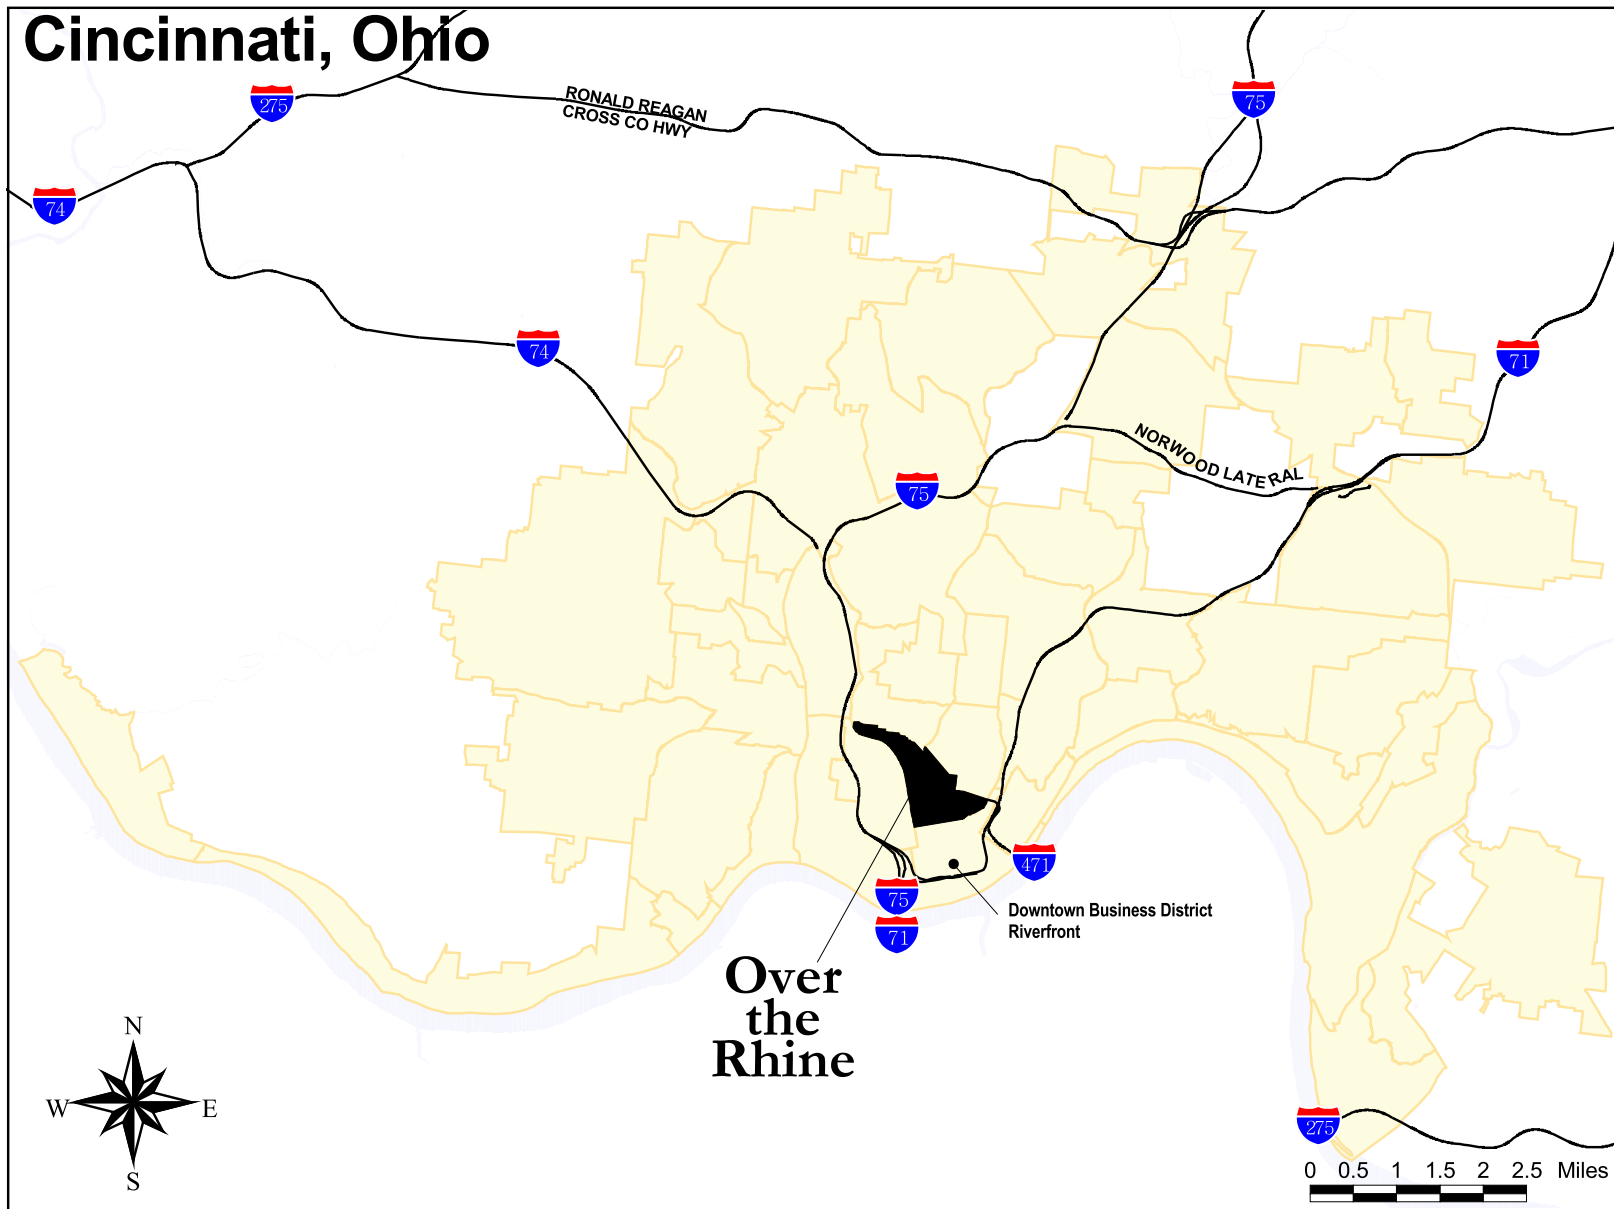 Cincinnati, Ohio
275
RONALD REAGAN
CROSS CO HWY
75
74
74
71
NORWOOD LATERAL
75
471
75
71
Downtown Business District
Riverfront
Over
the
Rhine
N
W
E
S
275
0 0.5 1 1.5 2 2.5 Miles